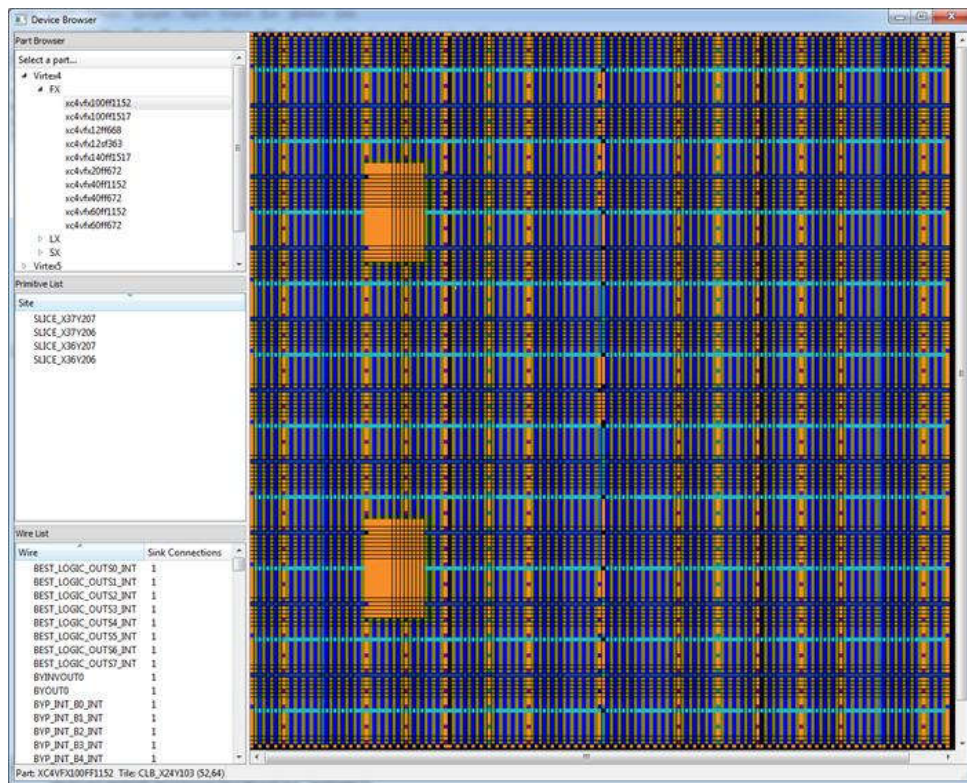 Device Browser
Part Browser
Select a part...
Virtex4
FX
xc4vfx100ff1152
xc4vfx100ff1517
xc4vfx12ff668
xc4vfx12sf363
xc4vfx140ff1517
xc4vfx20ff672
xc4vfx40ff1152
xc4vfx40ff672
xc4vfx60ff1152
xc4vfx60ff672
LX
SX
Virtex5
Primitive List
Site
SLICE_X37Y207
SLICE_X37Y206
SLICE_X36Y207
SLICE_X36Y206
Wire List
Wire Sink Connections
BEST_LOGIC_OUTS0_INT 1
BEST_LOGIC_OUTS1_INT 1
BEST_LOGIC_OUTS2_INT 1
BEST_LOGIC_OUTS3_INT 1
BEST_LOGIC_OUTS4_INT 1
BEST_LOGIC_OUTS5_INT 1
BEST_LOGIC_OUTS6_INT 1
BEST_LOGIC_OUTS7_INT 1
BYINVOUT0 1
BYOUT0 1
BYP_INT_B0_INT 1
BYP_INT_B1_INT 1
BYP_INT_B2_INT 1
BYP_INT_B3_INT 1
BYP_INT_B4_INT 1
Part: XC4VFX100FF1152 Tile: CLB_X24Y103 (52,64)